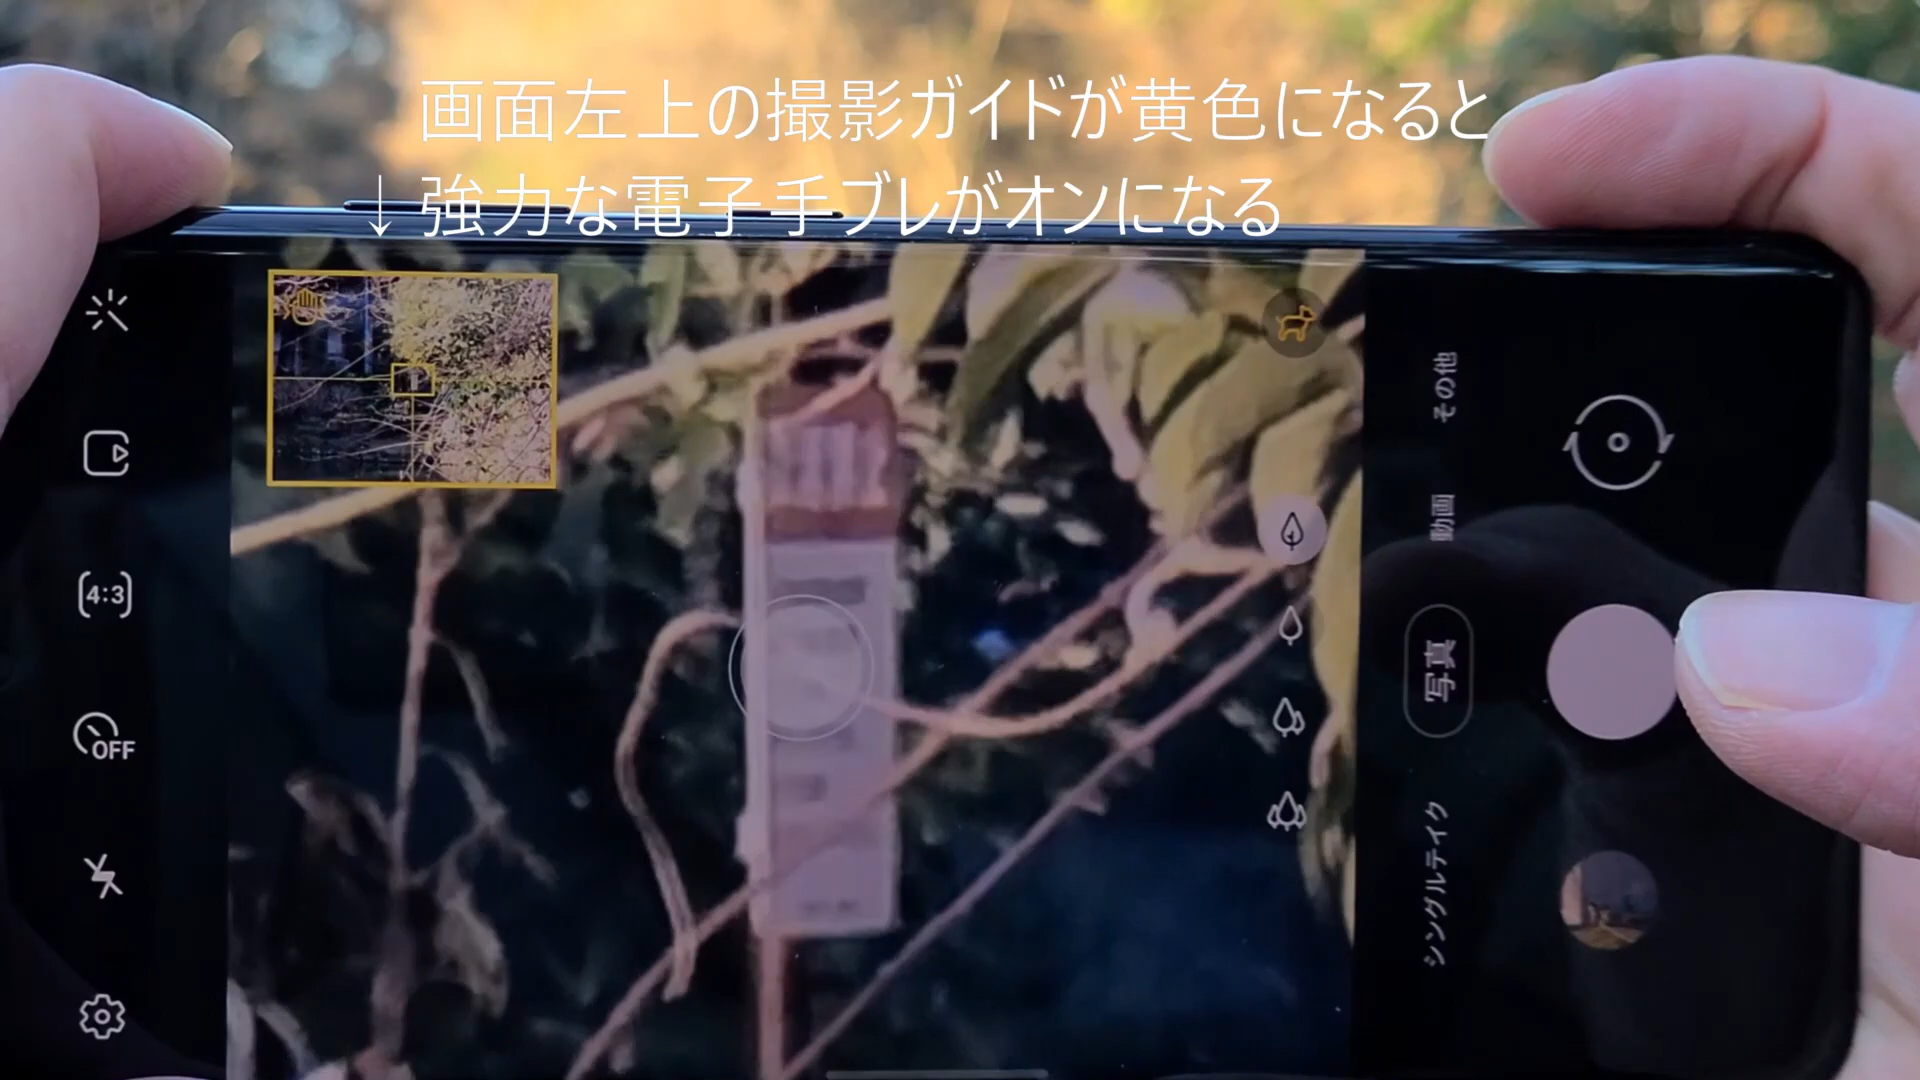 画面左上の撮影ガイドが黄色になると
↓強力な電子手ブレがオンになる
4:3
OFF
その他
動画
写真
シングルテイク